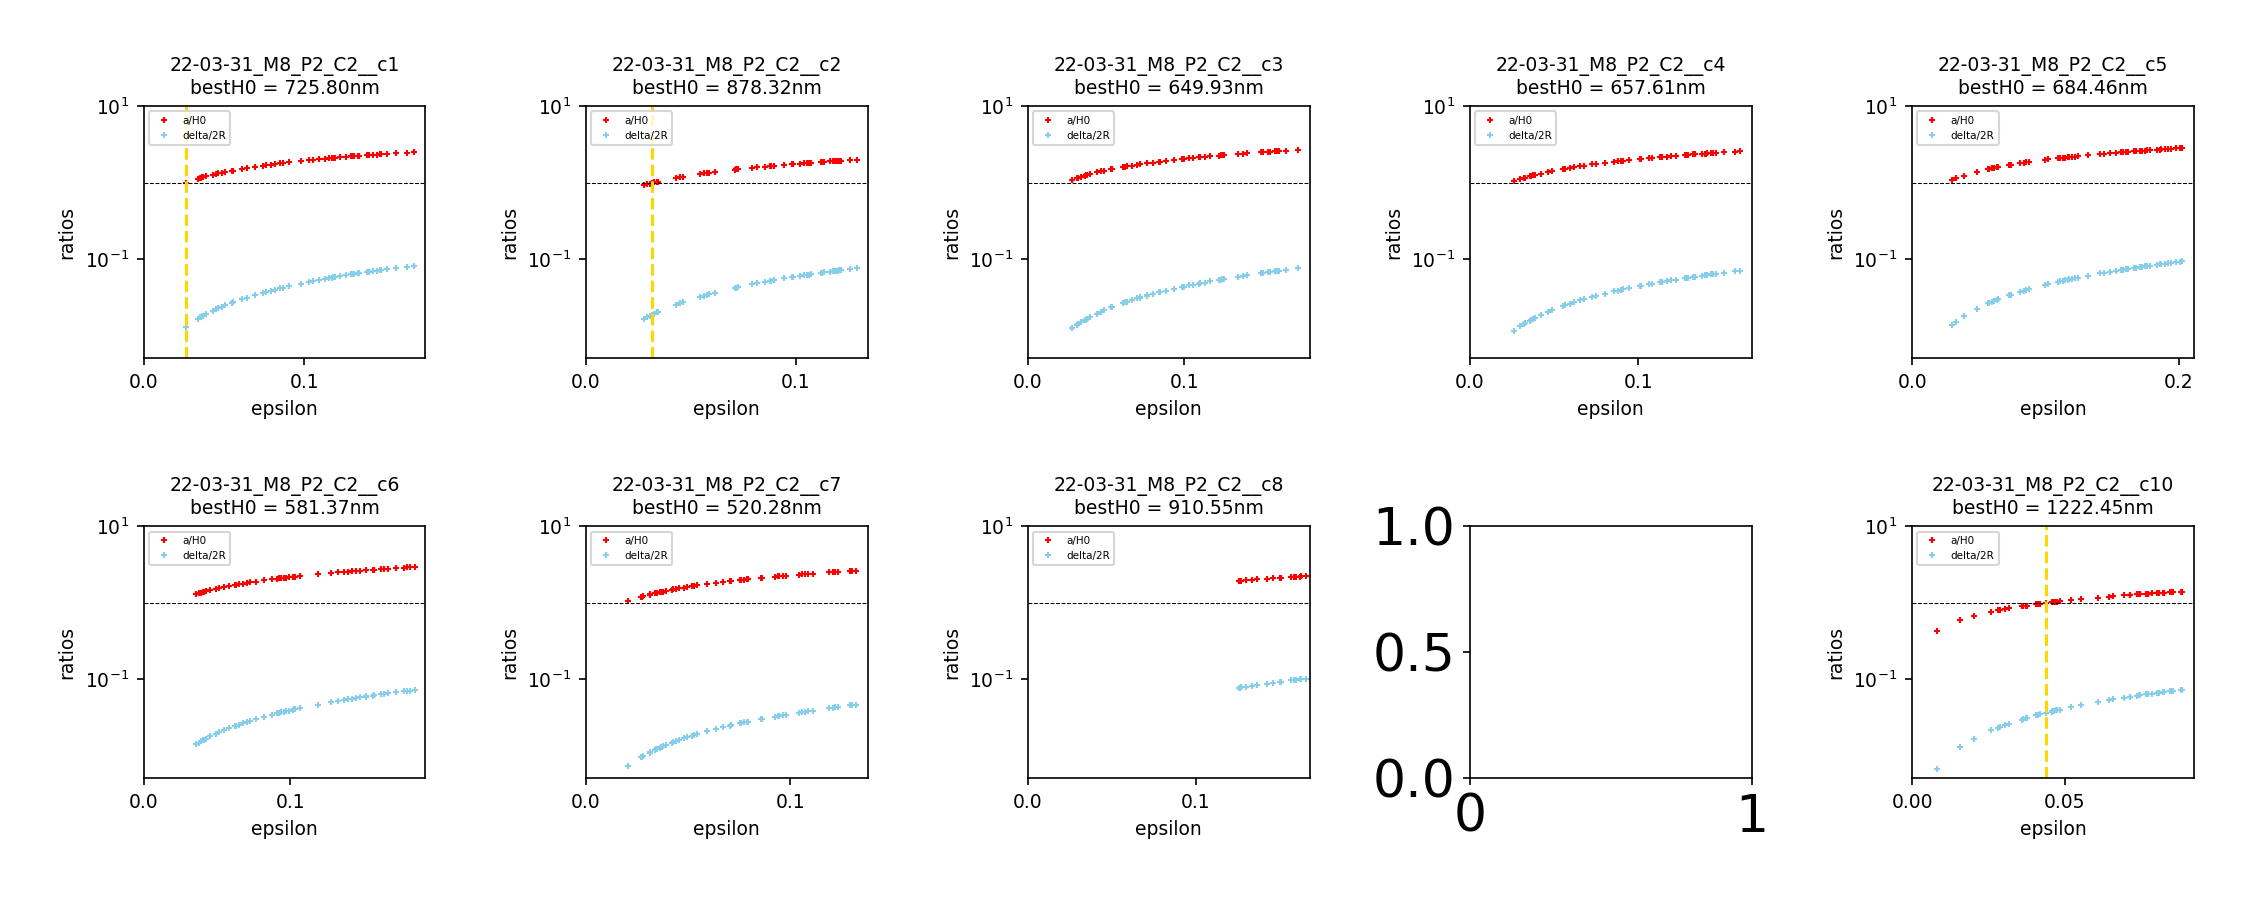 22-03-31_M8_P2_C2__c1
bestH0 = 725.80nm
10^1
10^−1
ratios
a/H0
delta/2R
0.0 0.1
epsilon
22-03-31_M8_P2_C2__c2
bestH0 = 878.32nm
10^1
10^−1
ratios
a/H0
delta/2R
0.0 0.1
epsilon
22-03-31_M8_P2_C2__c3
bestH0 = 649.93nm
10^1
10^−1
ratios
a/H0
delta/2R
0.0 0.1
epsilon
22-03-31_M8_P2_C2__c4
bestH0 = 657.61nm
10^1
10^−1
ratios
a/H0
delta/2R
0.0 0.1
epsilon
22-03-31_M8_P2_C2__c5
bestH0 = 684.46nm
10^1
10^−1
ratios
a/H0
delta/2R
0.0 0.2
epsilon
22-03-31_M8_P2_C2__c6
bestH0 = 581.37nm
10^1
10^−1
ratios
a/H0
delta/2R
0.0 0.1
epsilon
22-03-31_M8_P2_C2__c7
bestH0 = 520.28nm
10^1
10^−1
ratios
a/H0
delta/2R
0.0 0.1
epsilon
22-03-31_M8_P2_C2__c8
bestH0 = 910.55nm
10^1
10^−1
ratios
a/H0
delta/2R
0.0 0.1
epsilon
1.0
0.5
0.0
0 1
22-03-31_M8_P2_C2__c10
bestH0 = 1222.45nm
10^1
10^−1
ratios
a/H0
delta/2R
0.00 0.05
epsilon